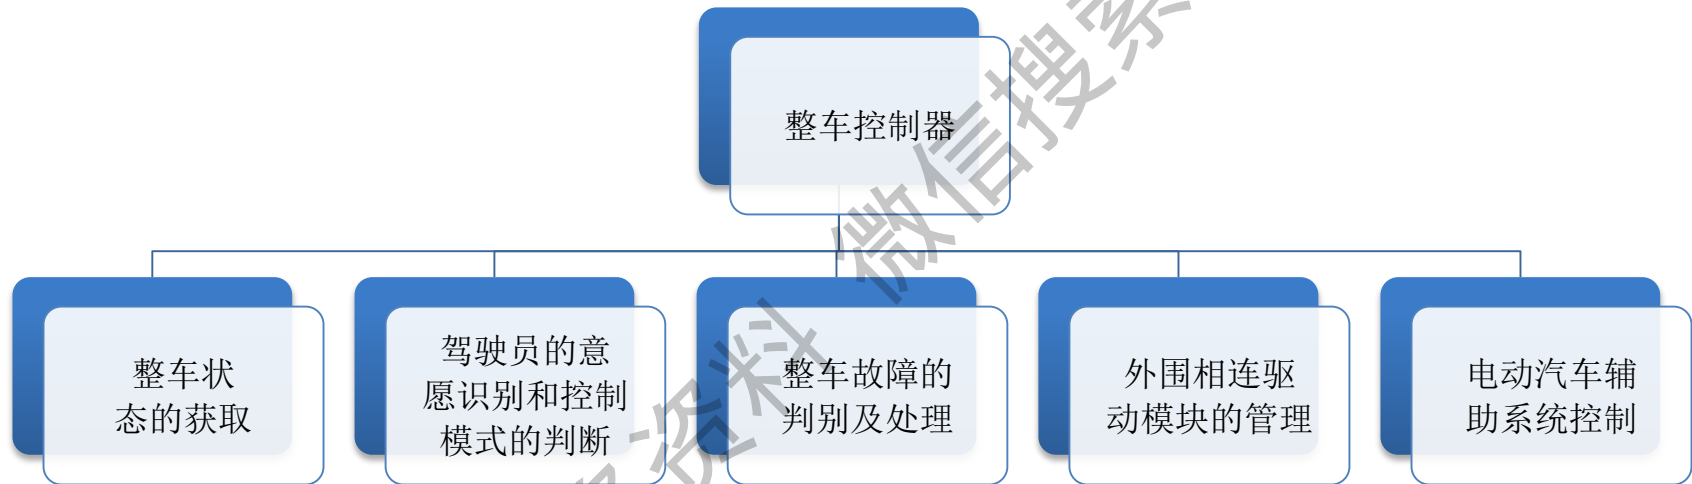 整车控制器
整车状
态的获取
驾驶员的意
愿识别和控制
模式的判断
整车故障的
判别及处理
外围相连驱
动模块的管理
电动汽车辅
助系统控制
资料 微信搜索